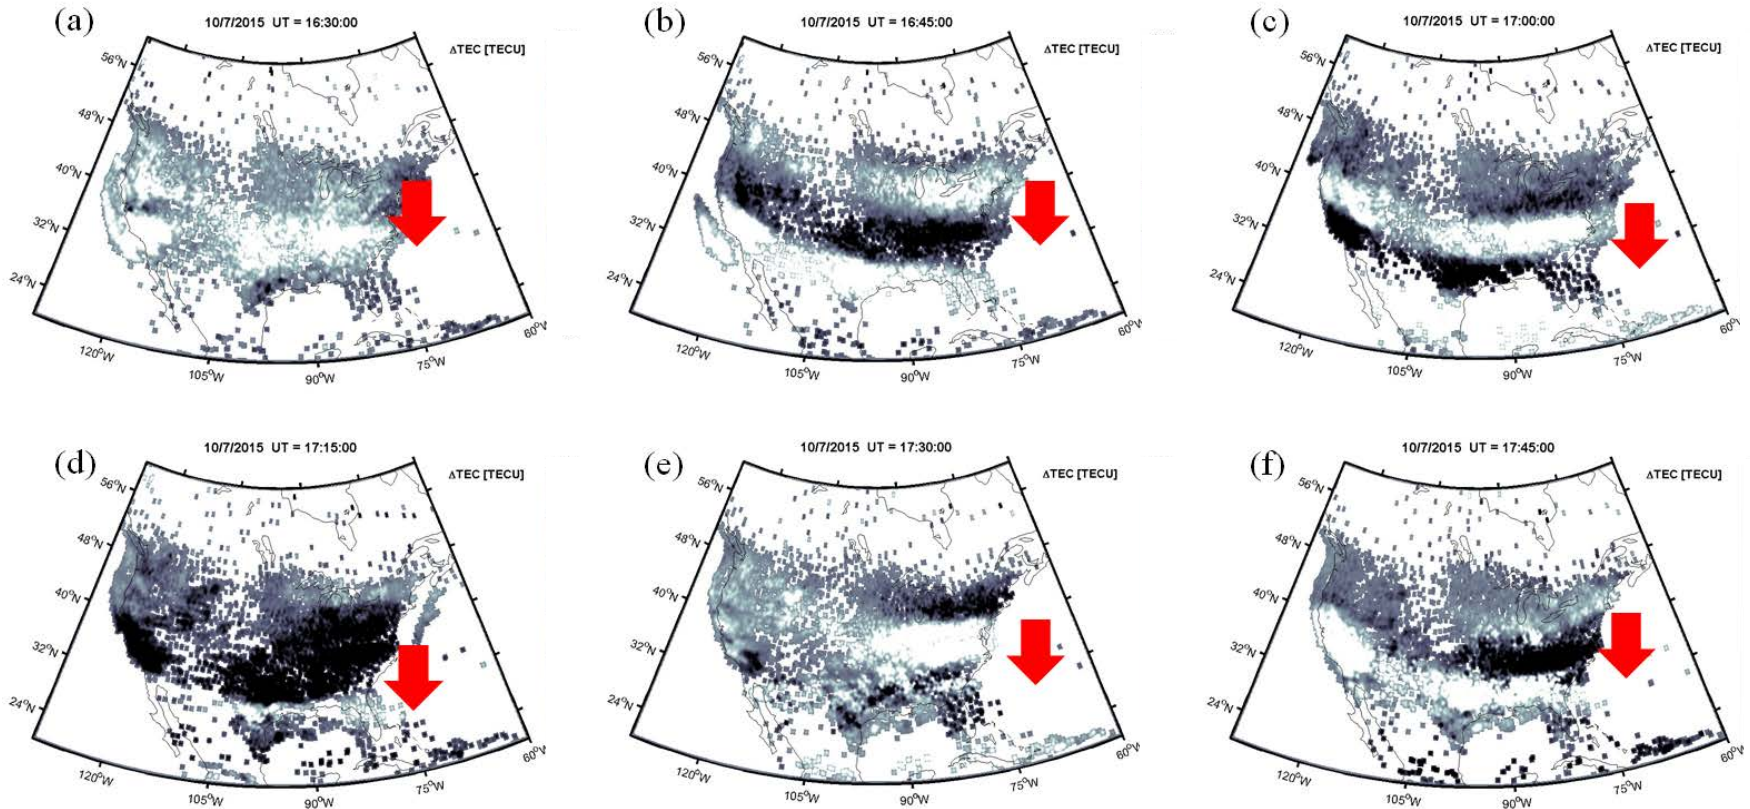 (a)
10/7/2015 UT = 16:30:00
ΔTEC [TECU]
56°N
48°N
40°N
32°N
24°N
120°W
105°W
90°W
75°W
60°W
(b)
10/7/2015 UT = 16:45:00
ΔTEC [TECU]
56°N
48°N
40°N
32°N
24°N
120°W
105°W
90°W
75°W
60°W
(c)
10/7/2015 UT = 17:00:00
ΔTEC [TECU]
56°N
48°N
40°N
32°N
24°N
120°W
105°W
90°W
75°W
60°W
(d)
10/7/2015 UT = 17:15:00
ΔTEC [TECU]
56°N
48°N
40°N
32°N
24°N
120°W
105°W
90°W
75°W
60°W
(e)
10/7/2015 UT = 17:30:00
ΔTEC [TECU]
56°N
48°N
40°N
32°N
24°N
120°W
105°W
90°W
75°W
60°W
(f)
10/7/2015 UT = 17:45:00
ΔTEC [TECU]
56°N
48°N
40°N
32°N
24°N
120°W
105°W
90°W
75°W
60°W